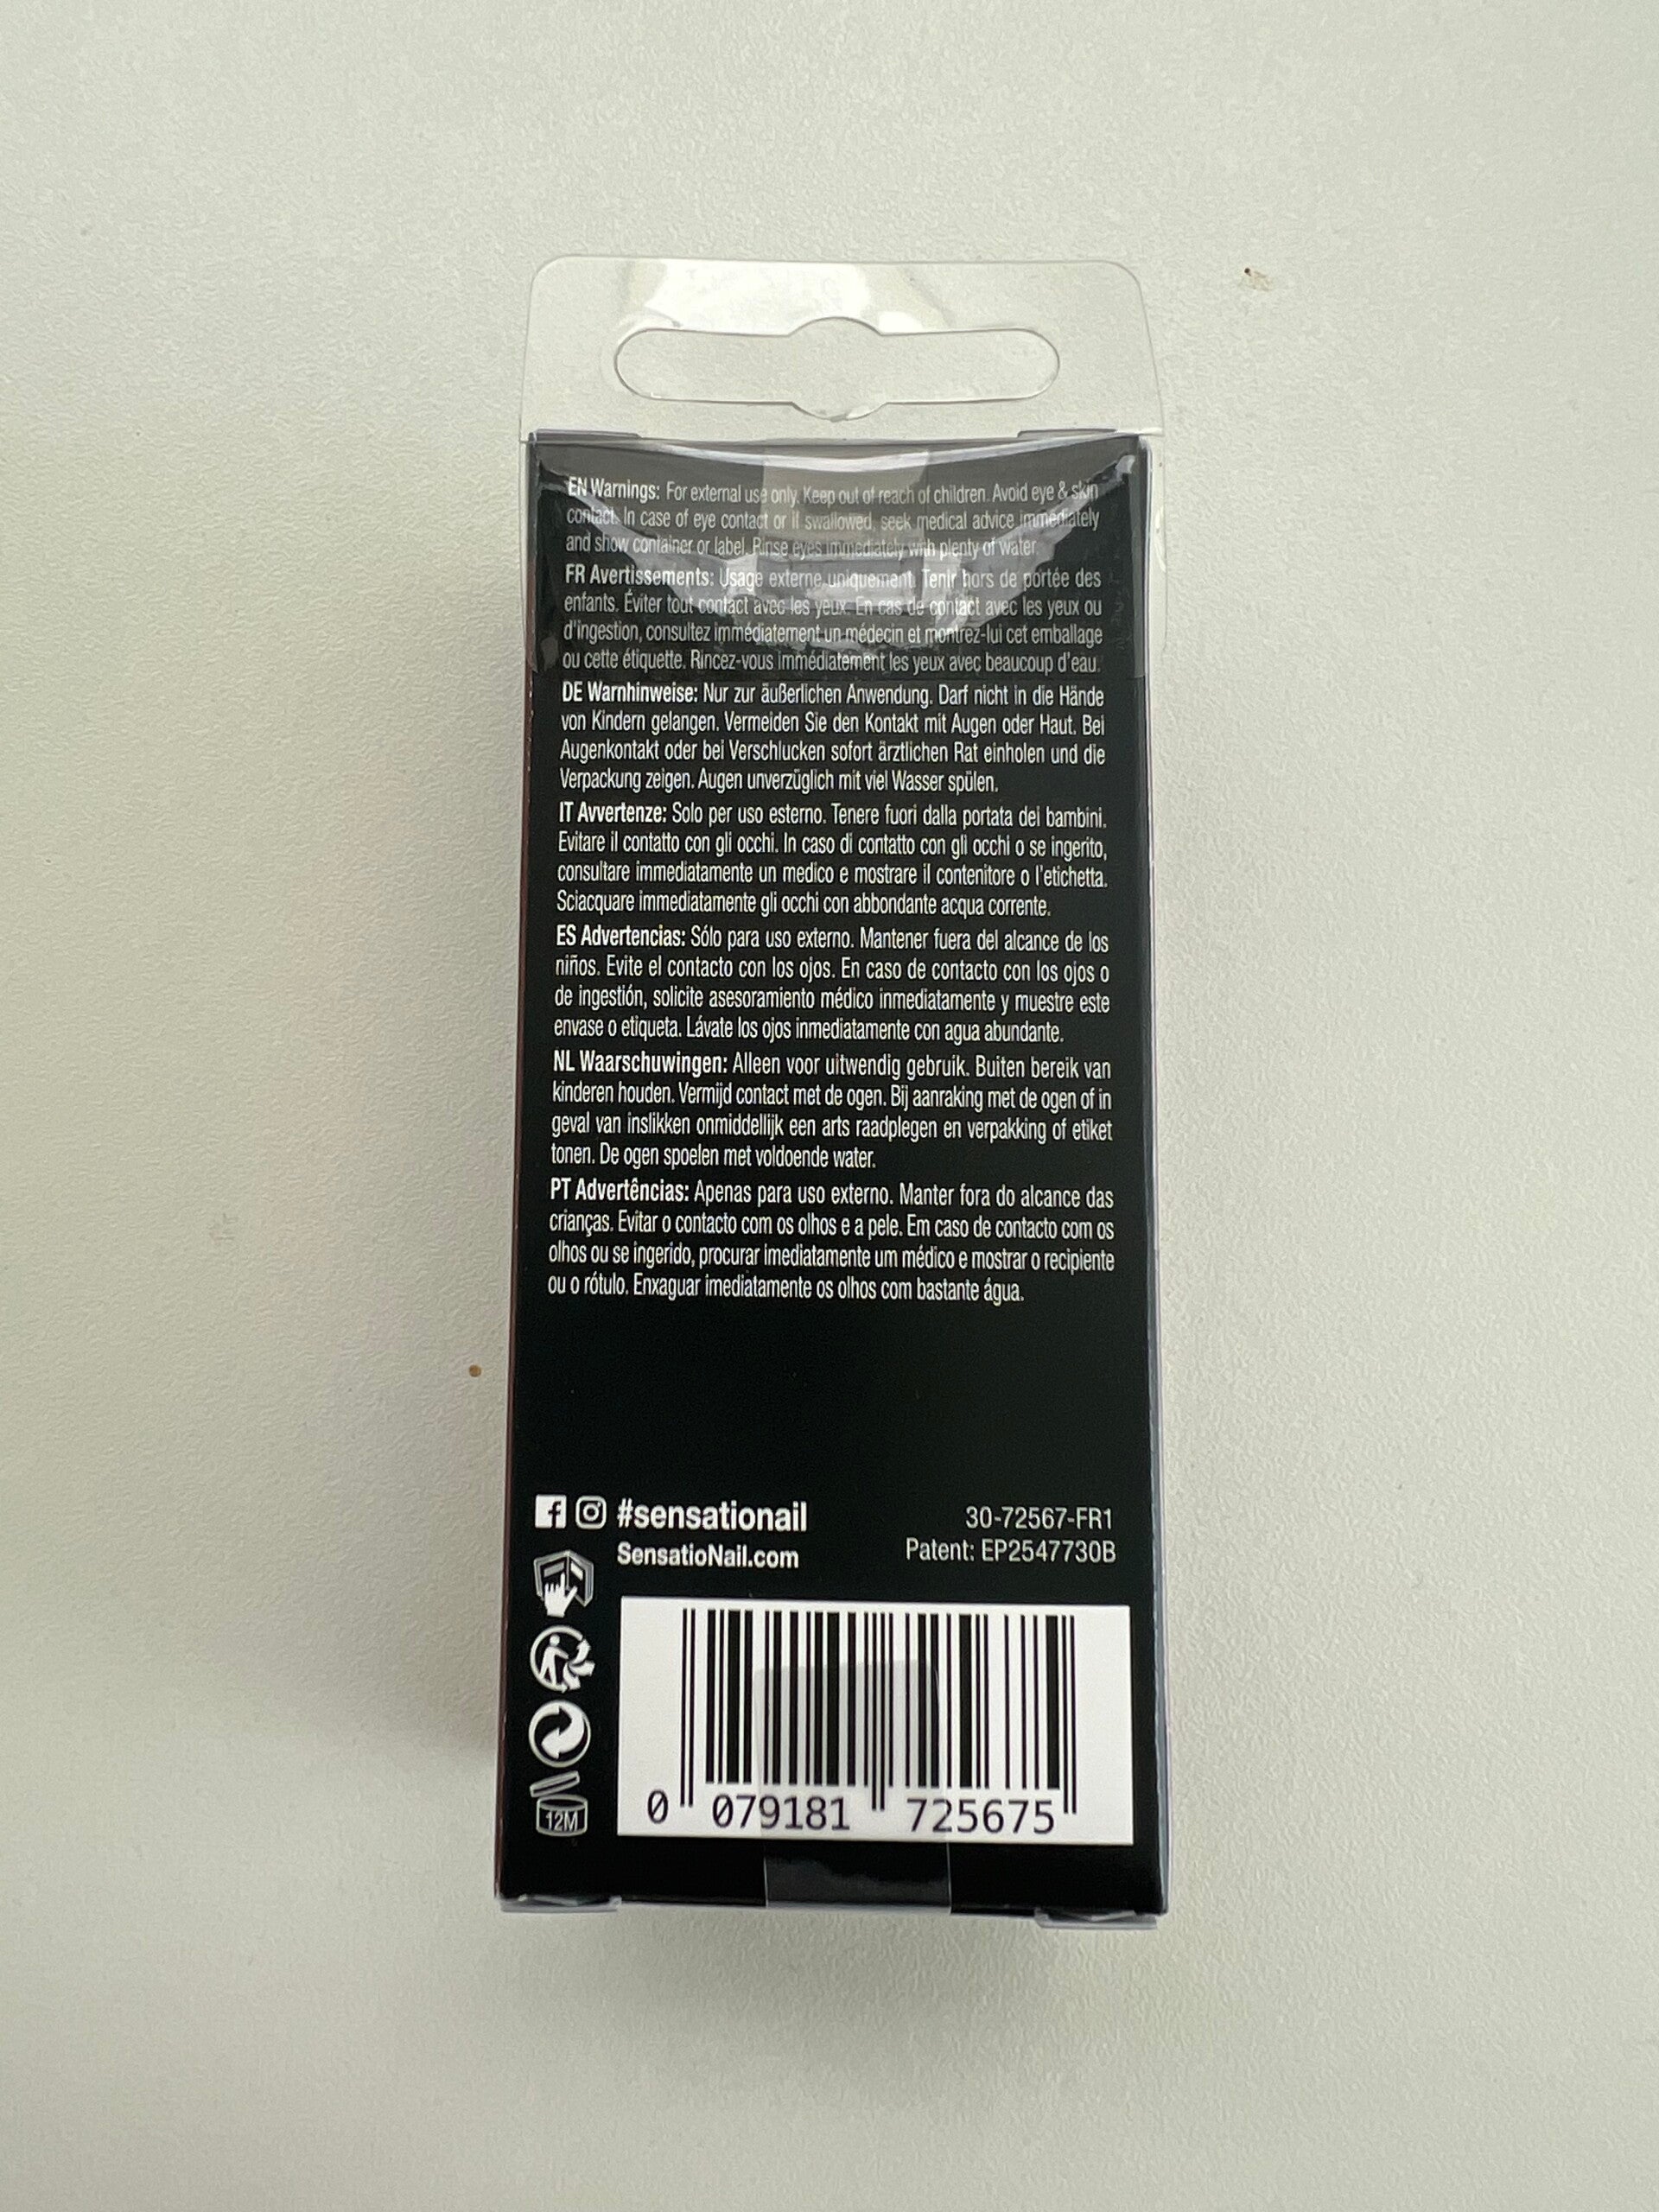 EN Warnings: For external use only. Keep out of reach of children. Avoid eye & skin
contact. In case of eye contact or if swallowed, seek medical advice immediately
and show container or label. Rinse eyes immediately with plenty of water.
FR Avertissements: Usage externe uniquement. Tenir hors de portée des
enfants. Éviter tout contact avec les yeux. En cas de contact avec les yeux ou
d'ingestion, consultez immédiatement un médecin et montrez-lui cet emballage
ou cette étiquette. Rincez-vous immédiatement les yeux avec beaucoup d'eau.
DE Warnhinweise: Nur zur äußerlichen Anwendung. Darf nicht in die Hände
von Kindern gelangen. Vermeiden Sie den Kontakt mit Augen oder Haut. Bei
Augenkontakt oder bei Verschlucken sofort ärztlichen Rat einholen und die
Verpackung zeigen. Augen unverzüglich mit viel Wasser spülen.
IT Avvertenze: Solo per uso esterno. Tenere fuori dalla portata dei bambini.
Evitare il contatto con gli occhi. In caso di contatto con gli occhi o se ingerito,
consultare immediatamente un medico e mostrare il contenitore o l'etichetta.
Sciacquare immediatamente gli occhi con abbondante acqua corrente.
ES Advertencias: Sólo para uso externo. Mantener fuera del alcance de los
niños. Evite el contacto con los ojos. En caso de contacto con los ojos o
de ingestión, solicite asesoramiento médico inmediatamente y muestre este
envase o etiqueta. Lávate los ojos inmediatamente con agua abundante.
NL Waarschuwingen: Alleen voor uitwendig gebruik. Buiten bereik van
kinderen houden. Vermijd contact met de ogen. Bij aanraking met de ogen of in
geval van inslikken onmiddellijk een arts raadplegen en verpakking of etiket
tonen. De ogen spoelen met voldoende water.
PT Advertências: Apenas para uso externo. Manter fora do alcance das
crianças. Evitar o contacto com os olhos e a pele. Em caso de contacto com os
olhos ou se ingerido, procurar imediatamente um médico e mostrar o recipiente
ou o rótulo. Enxaguar imediatamente os olhos com bastante água.
#sensationail
SensatioNail.com
30-72567-FR1
Patent: EP2547730B
12M
0 079181 725675